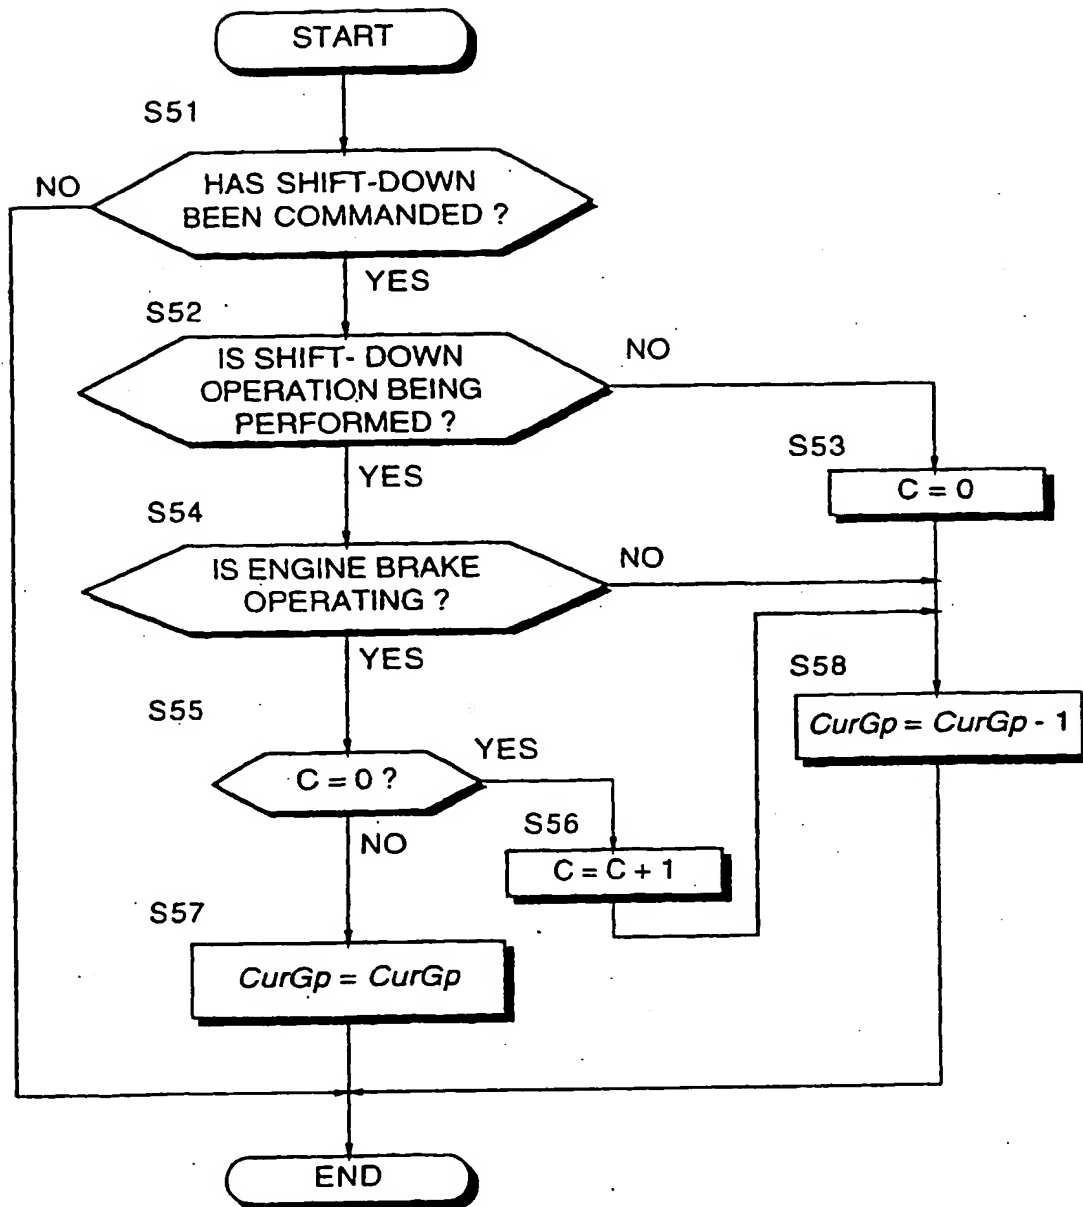 START
S51
NO
HAS SHIFT-DOWN
BEEN COMMANDED ?
YES
S52
IS SHIFT- DOWN
OPERATION BEING
PERFORMED ?
NO
S53
C = 0
YES
S54
IS ENGINE BRAKE
OPERATING ?
NO
YES
S58
CurGp = CurGp - 1
S55
C = 0 ?
YES
S56
C = C + 1
NO
S57
CurGp = CurGp
END